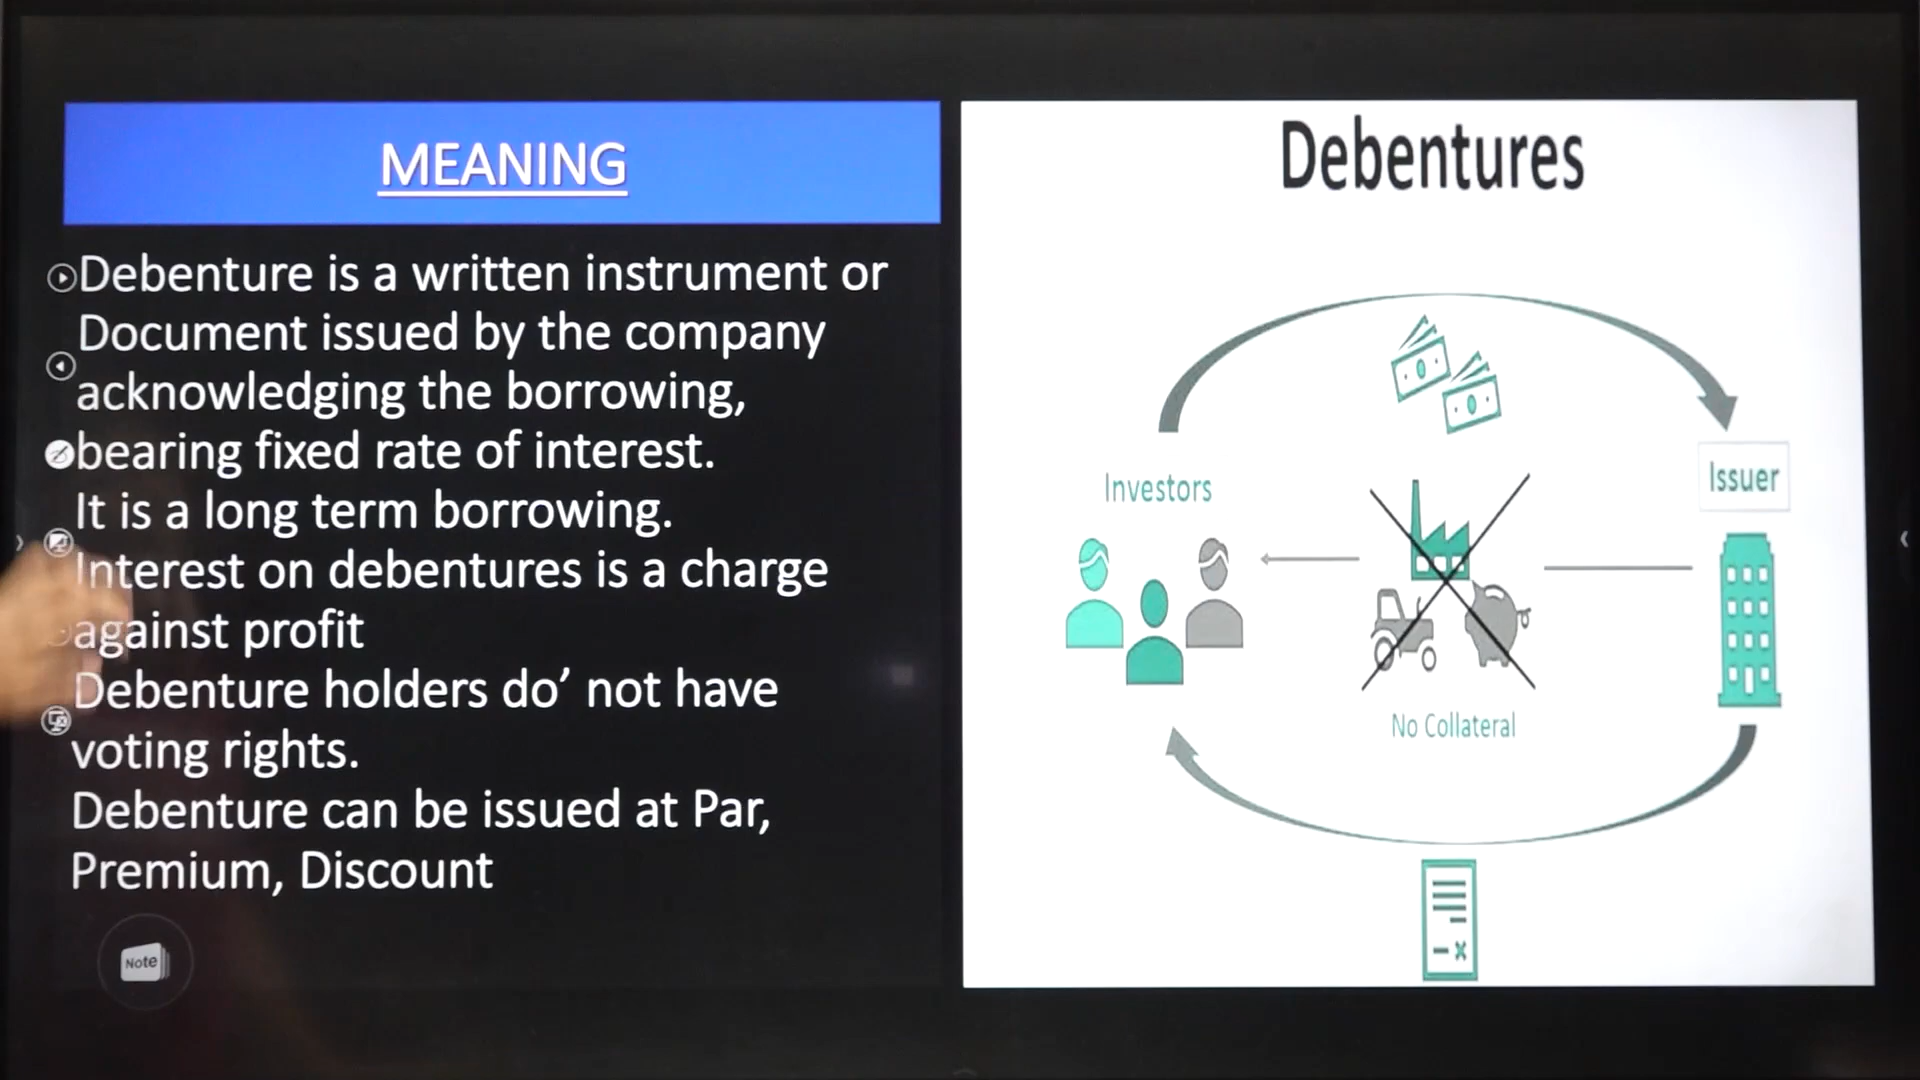 MEANING
Debenture is a written instrument or
Document issued by the company
acknowledging the borrowing,
bearing fixed rate of interest.
It is a long term borrowing.
Interest on debentures is a charge
against profit
Debenture holders do’ not have
voting rights.
Debenture can be issued at Par,
Premium, Discount
Note
Debentures
Investors
Issuer
No Collateral